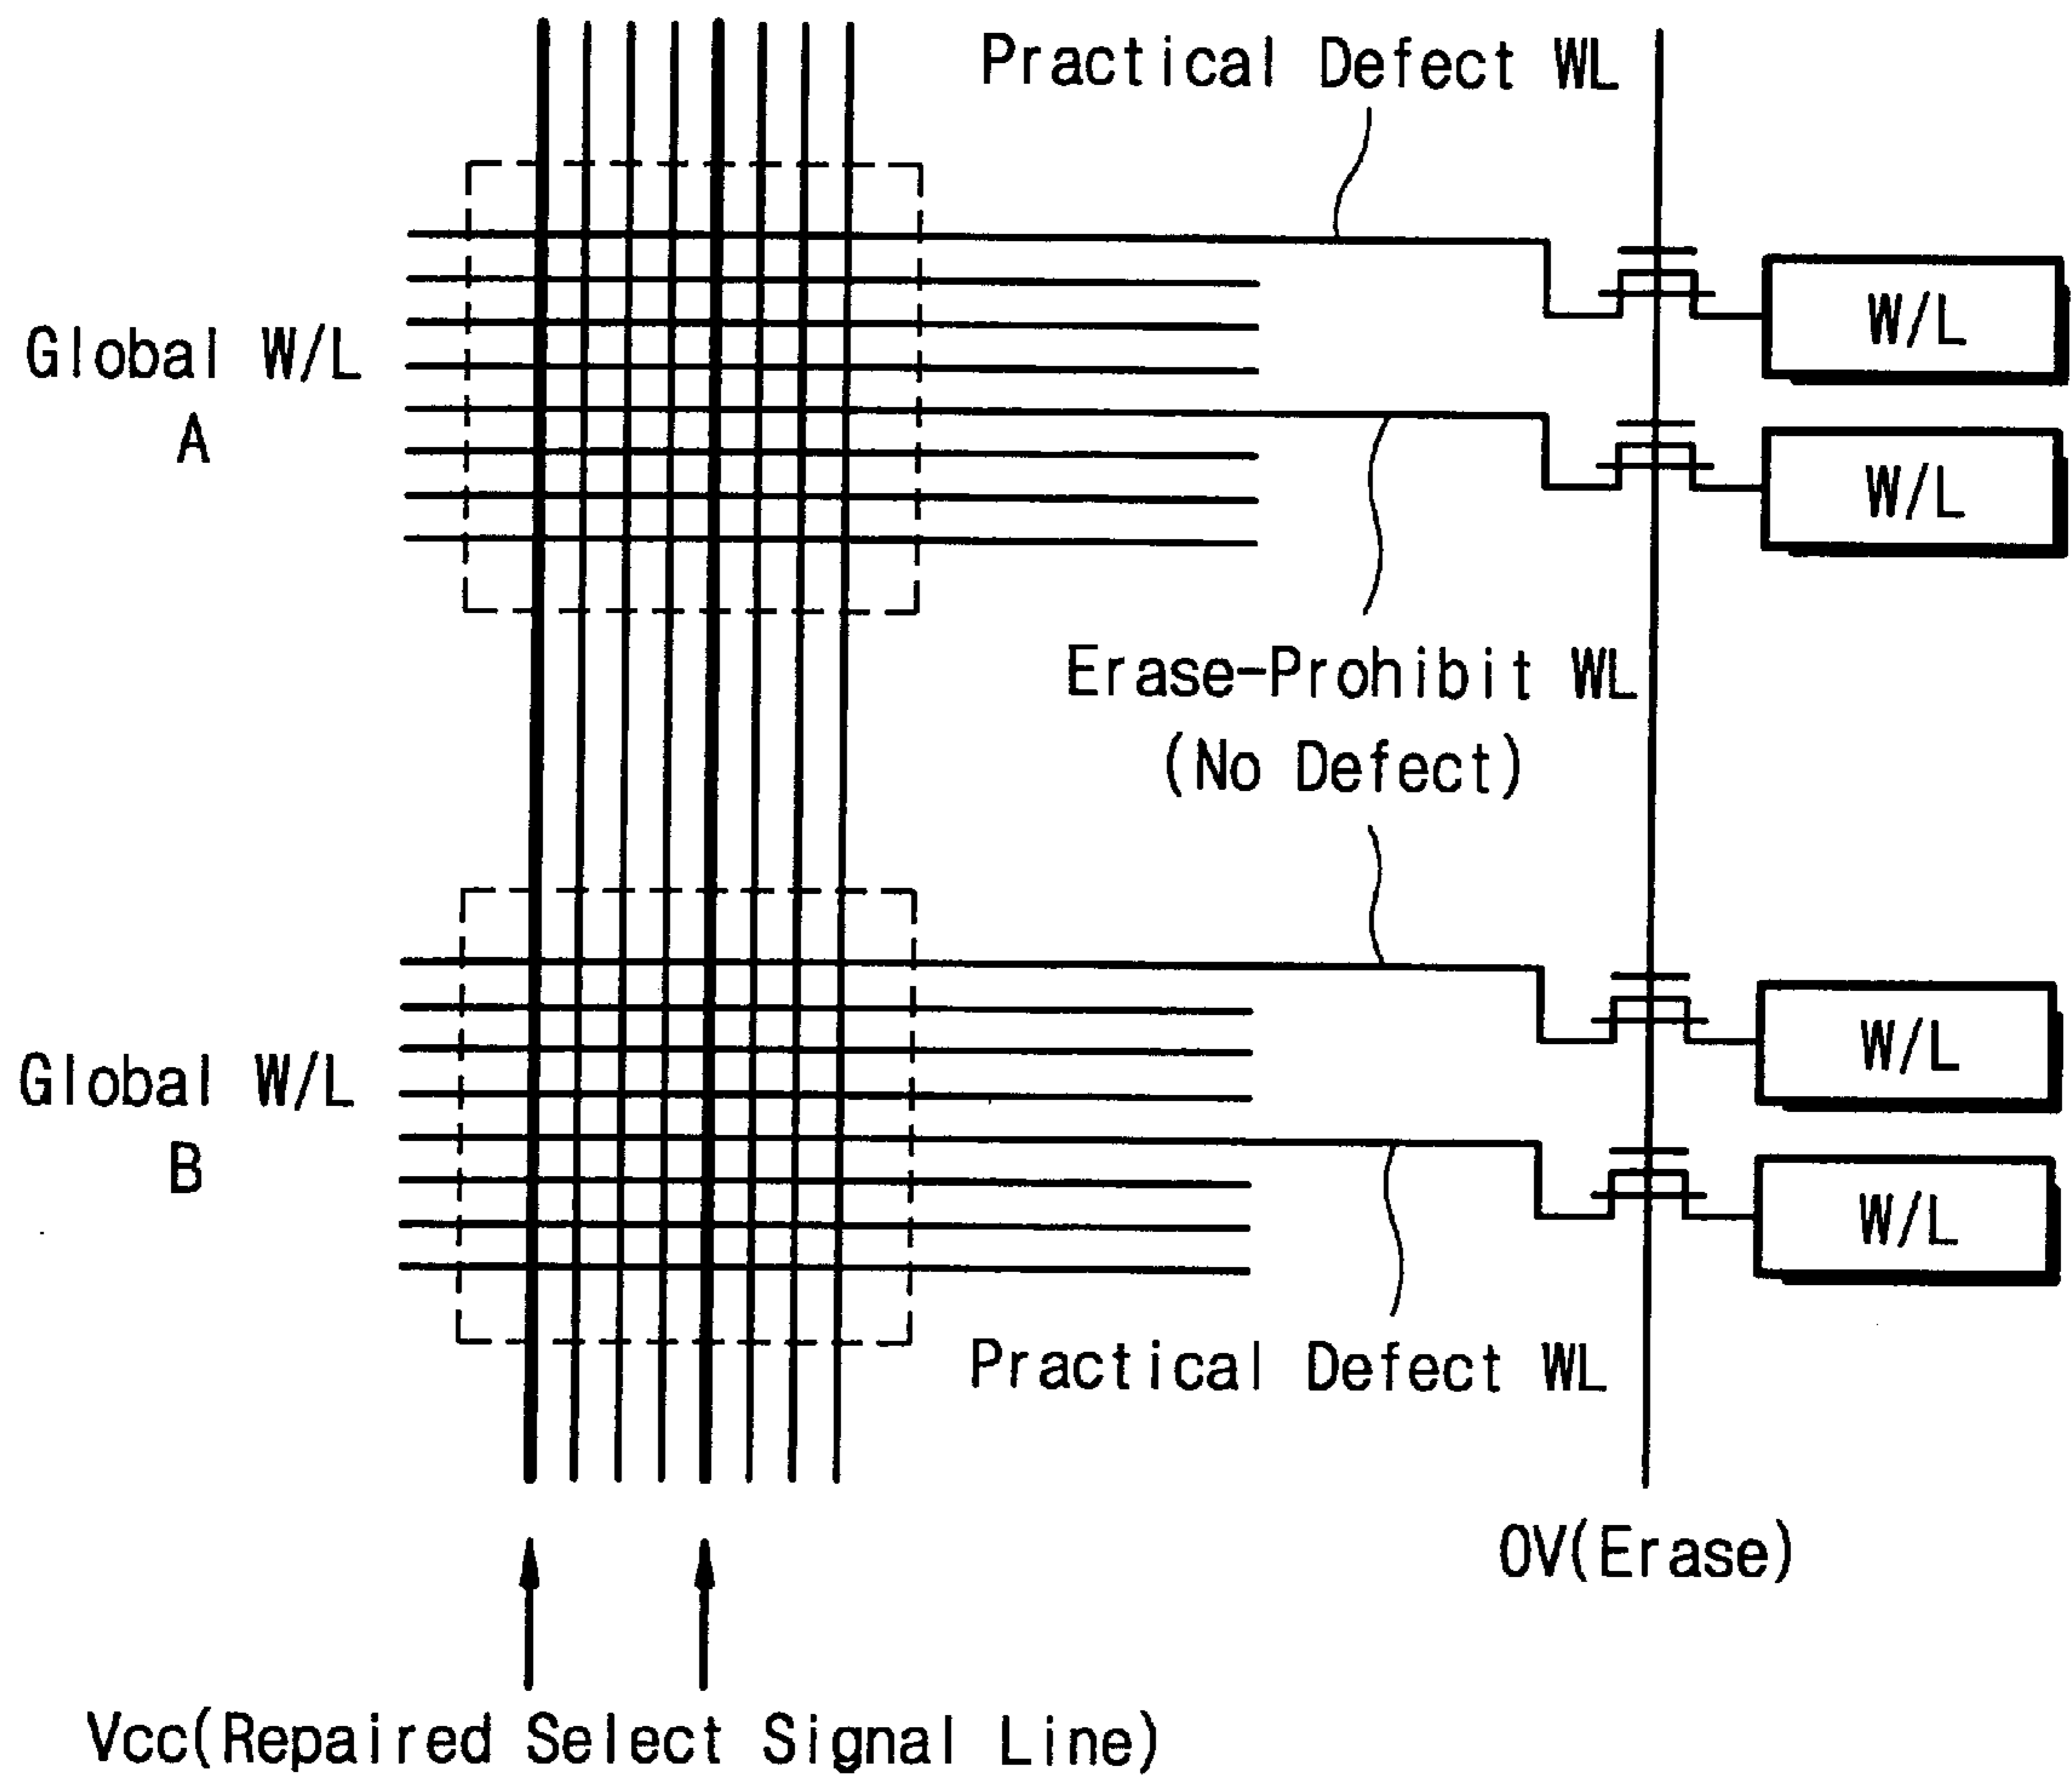 Practical Defect WL
W/L
Global W/L
A
W/L
Erase-Prohibit WL
(No Defect)
W/L
Global W/L
B
W/L
Practical Defect WL
0V(Erase)
Vcc(Repaired Select Signal Line)